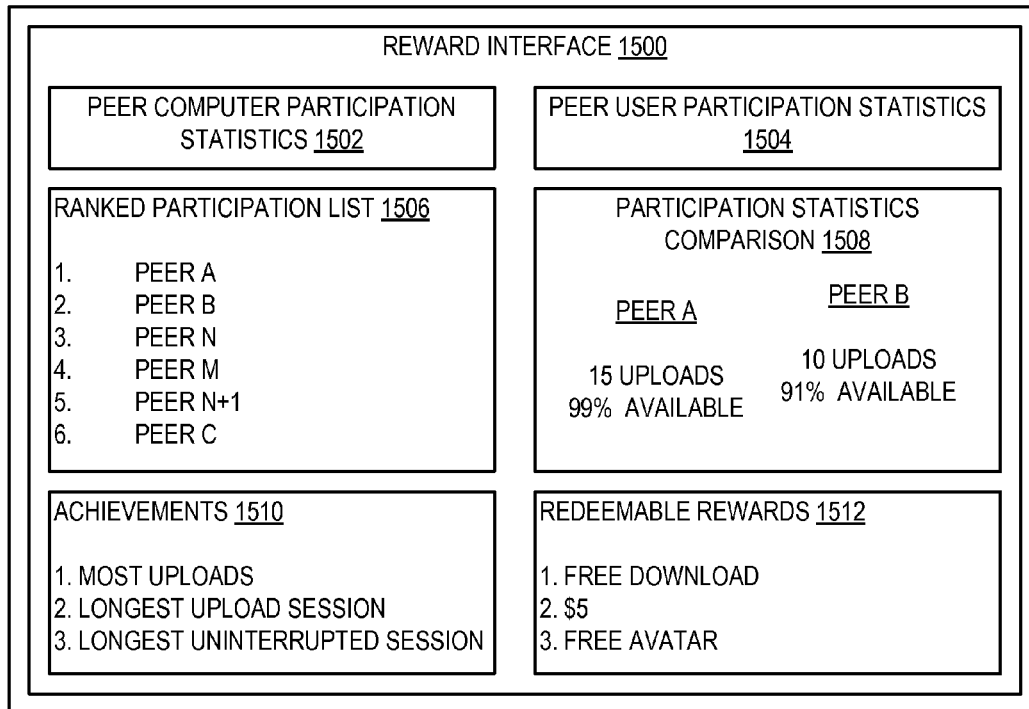 REWARD INTERFACE 1500
PEER COMPUTER PARTICIPATION
STATISTICS 1502
PEER USER PARTICIPATION STATISTICS
1504
RANKED PARTICIPATION LIST 1506
1. PEER A
2. PEER B
3. PEER N
4. PEER M
5. PEER N+1
6. PEER C
PARTICIPATION STATISTICS
COMPARISON 1508
PEER A
15 UPLOADS
99% AVAILABLE
PEER B
10 UPLOADS
91% AVAILABLE
ACHIEVEMENTS 1510
1. MOST UPLOADS
2. LONGEST UPLOAD SESSION
3. LONGEST UNINTERRUPTED SESSION
REDEEMABLE REWARDS 1512
1. FREE DOWNLOAD
2. $5
3. FREE AVATAR